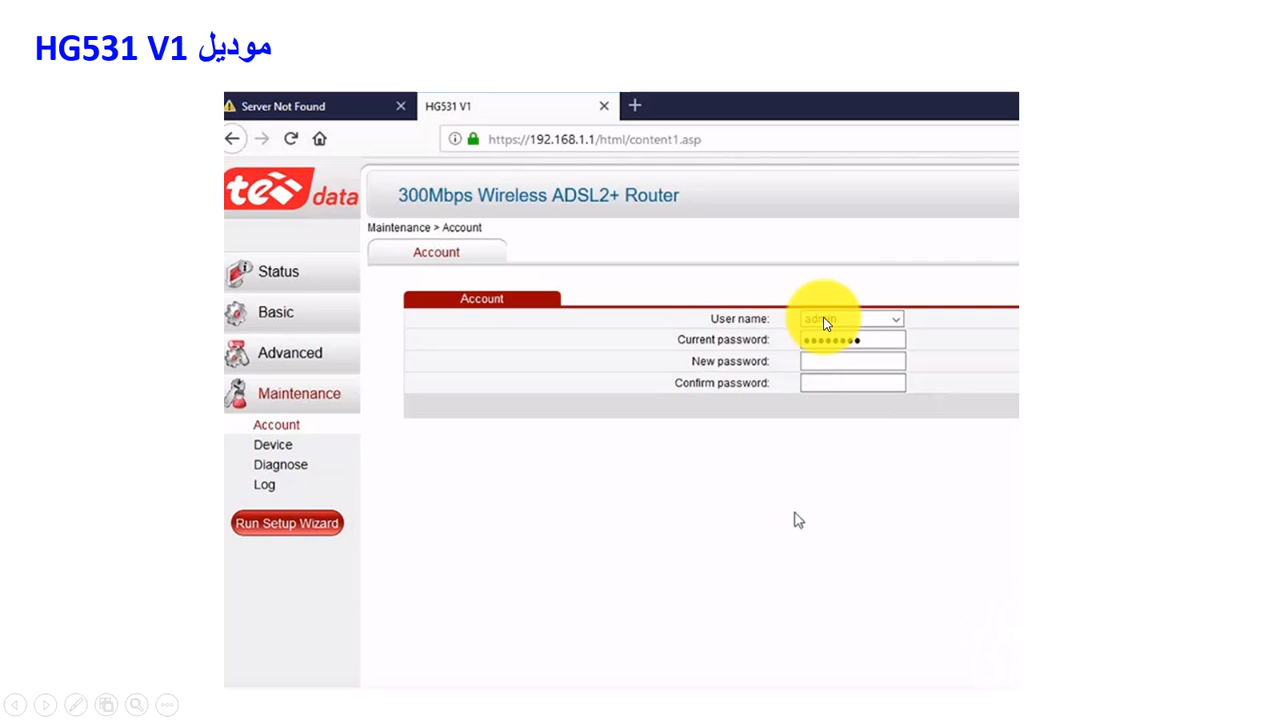 موديل HG531 V1
Server Not Found
HG531 V1
https://192.168.1.1/html/content1.asp
te data
300Mbps Wireless ADSL2+ Router
Maintenance > Account
Account
Status
Basic
Advanced
Maintenance
Account
Device
Diagnose
Log
Run Setup Wizard
Account
User name: admin
Current password:
New password:
Confirm password: